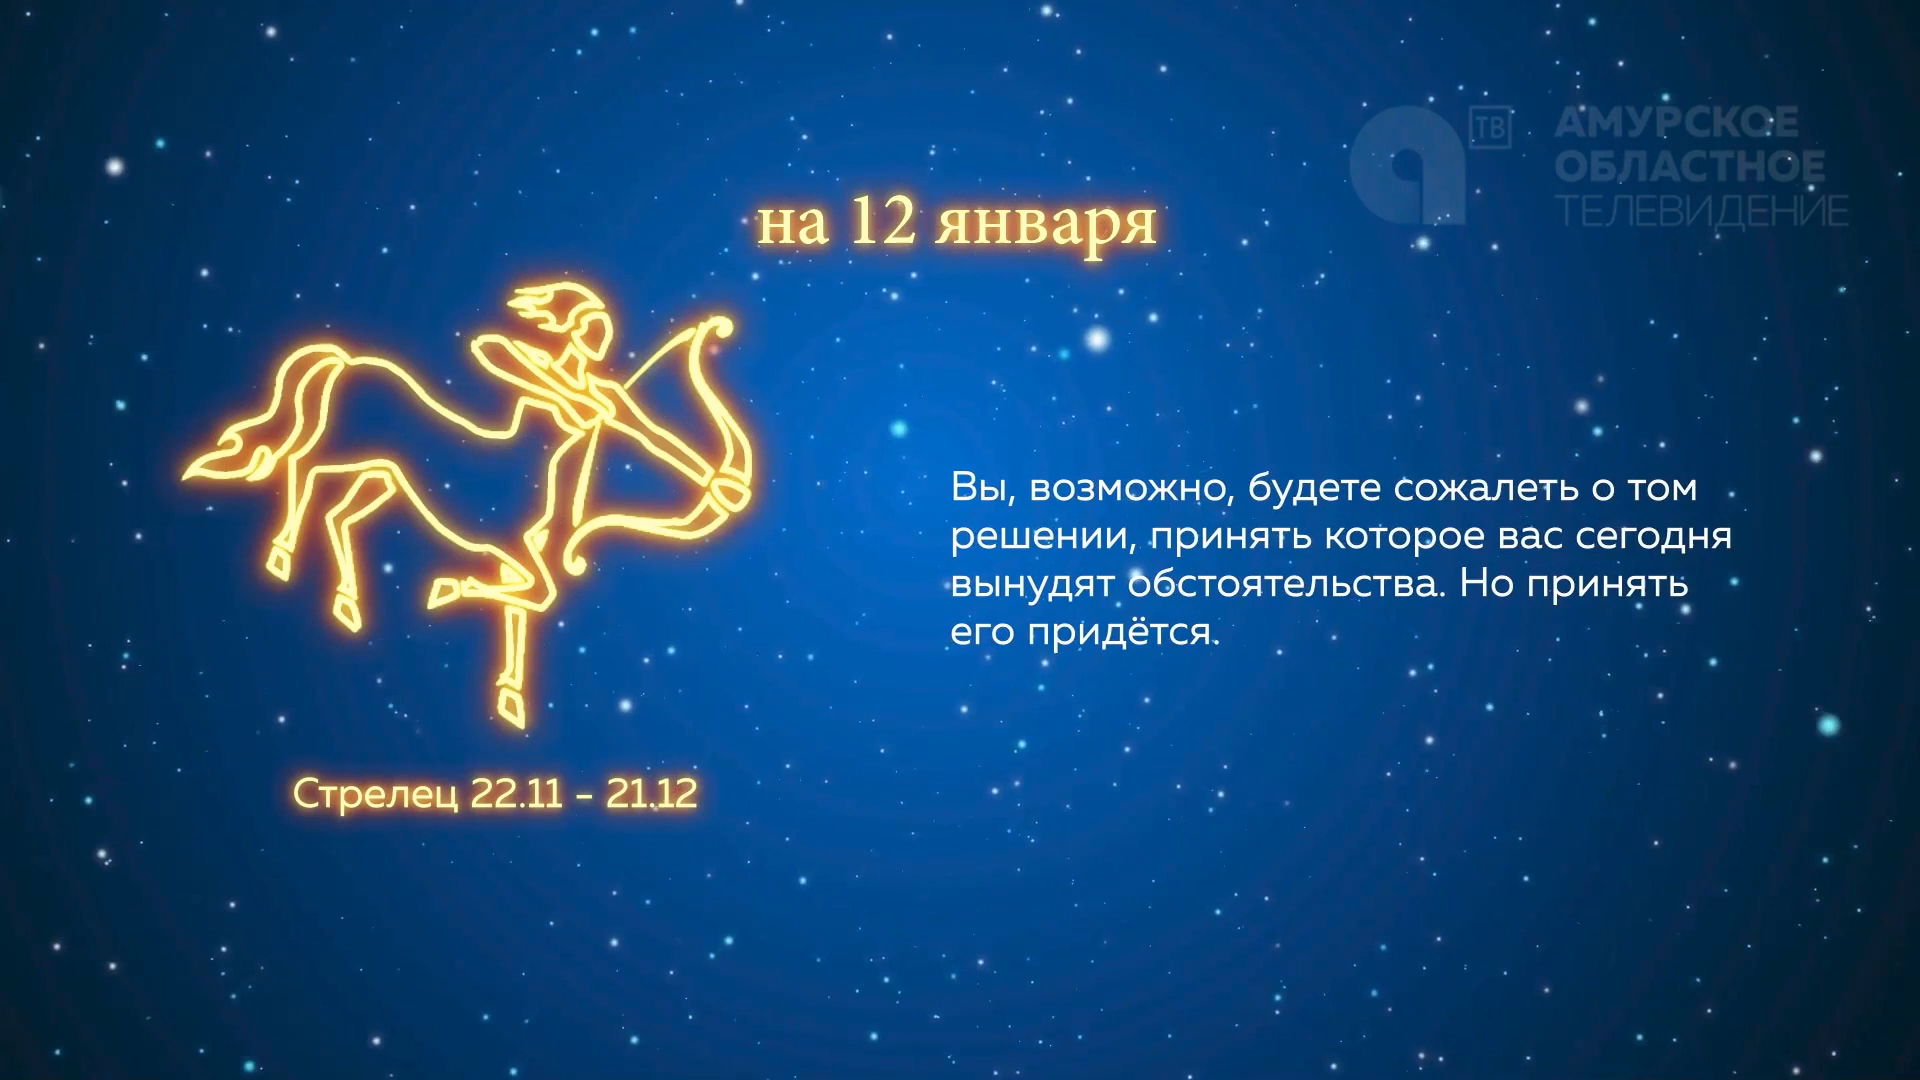 ТВ
АМУРСКОЕ
ОБЛАСТНОЕ
ТЕЛЕВИДЕНИЕ
на 12 января
Вы, возможно, будете сожалеть о том
решении, принять которое вас сегодня
вынудят обстоятельства. Но принять
его придётся.
Стрелец 22.11 - 21.12